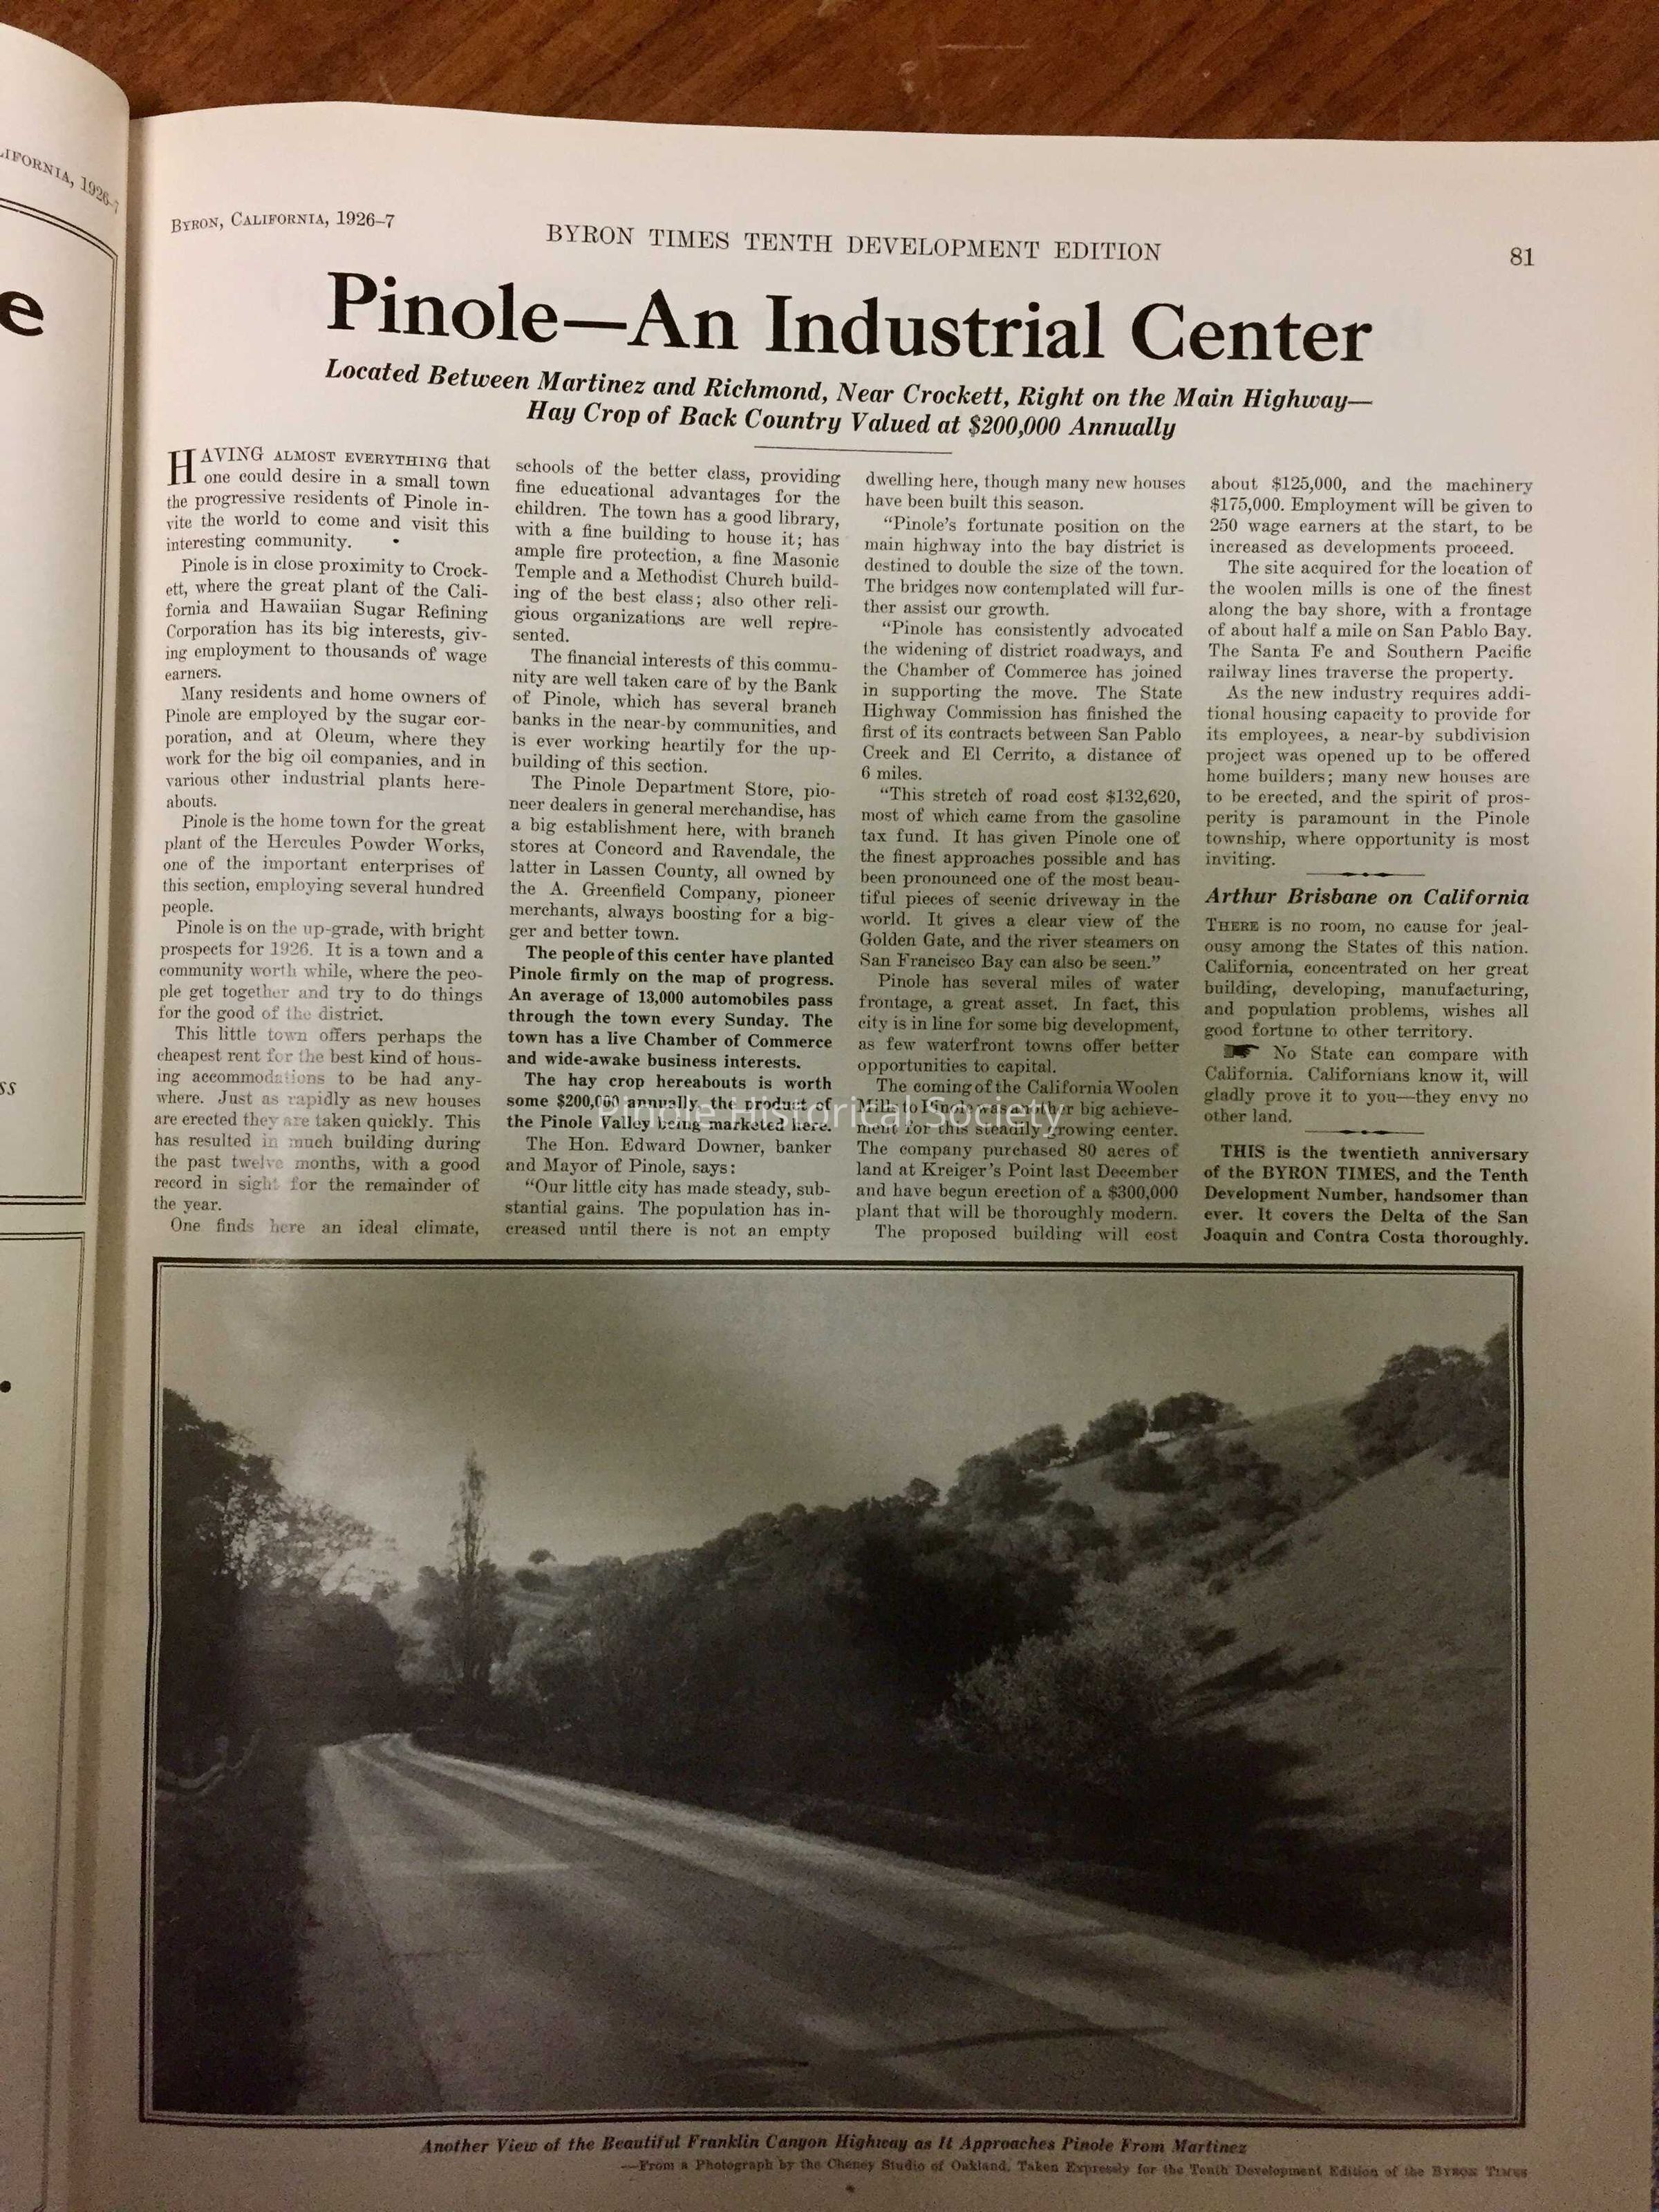 LIFORNIA, 1926-7
e
ss
BYRON, CALIFORNIA, 1926–7
BYRON TIMES TENTH DEVELOPMENT EDITION
81
Pinole—An Industrial Center
Located Between Martinez and Richmond, Near Crockett, Right on the Main Highway—
Hay Crop of Back Country Valued at $200,000 Annually
HAVING ALMOST EVERYTHING that
one could desire in a small town
the progressive residents of Pinole in-
vite the world to come and visit this
interesting community.
Pinole is in close proximity to Crock-
ett, where the great plant of the Cali-
fornia and Hawaiian Sugar Refining
Corporation has its big interests, giv-
ing employment to thousands of wage
earners.
Many residents and home owners of
Pinole are employed by the sugar cor-
poration, and at Oleum, where they
work for the big oil companies, and in
various other industrial plants here-
abouts.
Pinole is the home town for the great
plant of the Hercules Powder Works,
one of the important enterprises of
this section, employing several hundred
people.
Pinole is on the up-grade, with bright
prospects for 1926. It is a town and a
community worth while, where the peo-
ple get together and try to do things
for the good of the district.
This little town offers perhaps the
cheapest rent for the best kind of hous-
ing accommodations to be had any-
where. Just as rapidly as new houses
are erected they are taken quickly. This
has resulted in much building during
the past twelve months, with a good
record in sight for the remainder of
the year.
One finds here an ideal climate,
schools of the better class, providing
fine educational advantages for the
children. The town has a good library,
with a fine building to house it; has
ample fire protection, a fine Masonic
Temple and a Methodist Church build-
ing of the best class; also other reli-
gious organizations are well repre-
sented.
The financial interests of this commu-
nity are well taken care of by the Bank
of Pinole, which has several branch
banks in the near-by communities, and
is ever working heartily for the up-
building of this section.
The Pinole Department Store, pio-
neer dealers in general merchandise, has
a big establishment here, with branch
stores at Concord and Ravendale, the
latter in Lassen County, all owned by
the A. Greenfield Company, pioneer
merchants, always boosting for a big-
ger and better town.
The people of this center have planted
Pinole firmly on the map of progress.
An average of 13,000 automobiles pass
through the town every Sunday. The
town has a live Chamber of Commerce
and wide-awake business interests.
The hay crop hereabouts is worth
some $200,000 annually, the product of
the Pinole Valley being marketed here.
The Hon. Edward Downer, banker
and Mayor of Pinole, says:
“Our little city has made steady, sub-
stantial gains. The population has in-
creased until there is not an empty
dwelling here, though many new houses
have been built this season.
“Pinole’s fortunate position on the
main highway into the bay district is
destined to double the size of the town.
The bridges now contemplated will fur-
ther assist our growth.
“Pinole has consistently advocated
the widening of district roadways, and
the Chamber of Commerce has joined
in supporting the move. The State
Highway Commission has finished the
first of its contracts between San Pablo
Creek and El Cerrito, a distance of
6 miles.
“This stretch of road cost $132,620,
most of which came from the gasoline
tax fund. It has given Pinole one of
the finest approaches possible and has
been pronounced one of the most beau-
tiful pieces of scenic driveway in the
world. It gives a clear view of the
Golden Gate, and the river steamers on
San Francisco Bay can also be seen.”
Pinole has several miles of water
frontage, a great asset. In fact, this
city is in line for some big development,
as few waterfront towns offer better
opportunities to capital.
The coming of the California Woolen
Mills to Pinole was another big achieve-
ment for this steadily growing center.
The company purchased 80 acres of
land at Kreiger’s Point last December
and have begun erection of a $300,000
plant that will be thoroughly modern.
The proposed building will cost
about $125,000, and the machinery
$175,000. Employment will be given to
250 wage earners at the start, to be
increased as developments proceed.
The site acquired for the location of
the woolen mills is one of the finest
along the bay shore, with a frontage
of about half a mile on San Pablo Bay.
The Santa Fe and Southern Pacific
railway lines traverse the property.
As the new industry requires addi-
tional housing capacity to provide for
its employees, a near-by subdivision
project was opened up to be offered
home builders; many new houses are
to be erected, and the spirit of pros-
perity is paramount in the Pinole
township, where opportunity is most
inviting.
Arthur Brisbane on California
THERE is no room, no cause for jeal-
ousy among the States of this nation.
California, concentrated on her great
building, developing, manufacturing,
and population problems, wishes all
good fortune to other territory.
☛ No State can compare with
California. Californians know it, will
gladly prove it to you—they envy no
other land.
THIS is the twentieth anniversary
of the BYRON TIMES, and the Tenth
Development Number, handsomer than
ever. It covers the Delta of the San
Joaquin and Contra Costa thoroughly.
Pinole Historical Society
Another View of the Beautiful Franklin Canyon Highway as It Approaches Pinole From Martinez
—From a Photograph by the Cheney Studio of Oakland, Taken Expressly for the Tenth Development Edition of the BYRON TIMES